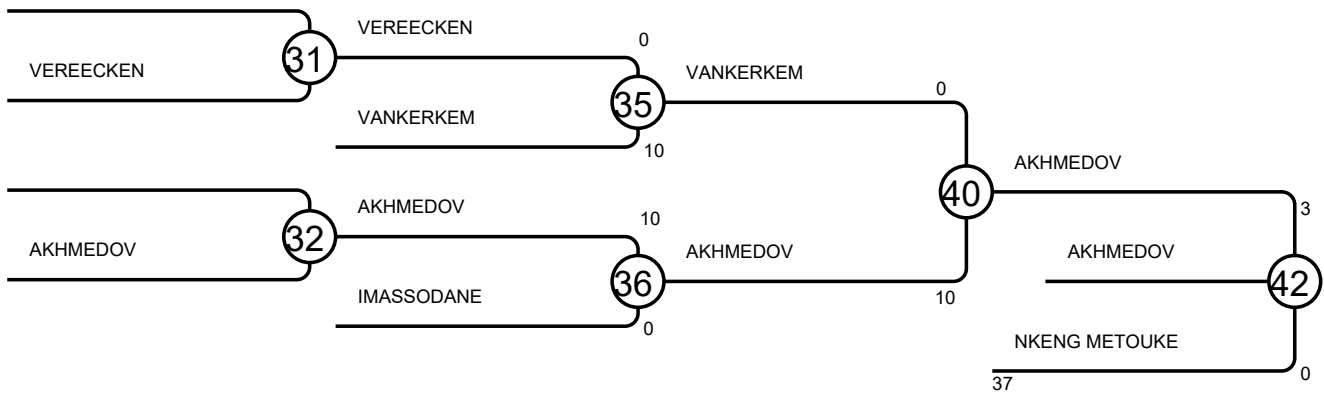 VEREECKEN
31
VEREECKEN
0
VANKERKEM
35
10
VANKERKEM
0
AKHMEDOV
32
AKHMEDOV
10
IMASSODANE
36
0
AKHMEDOV
10
40
AKHMEDOV
3
AKHMEDOV
42
NKENG METOUKE
37
0